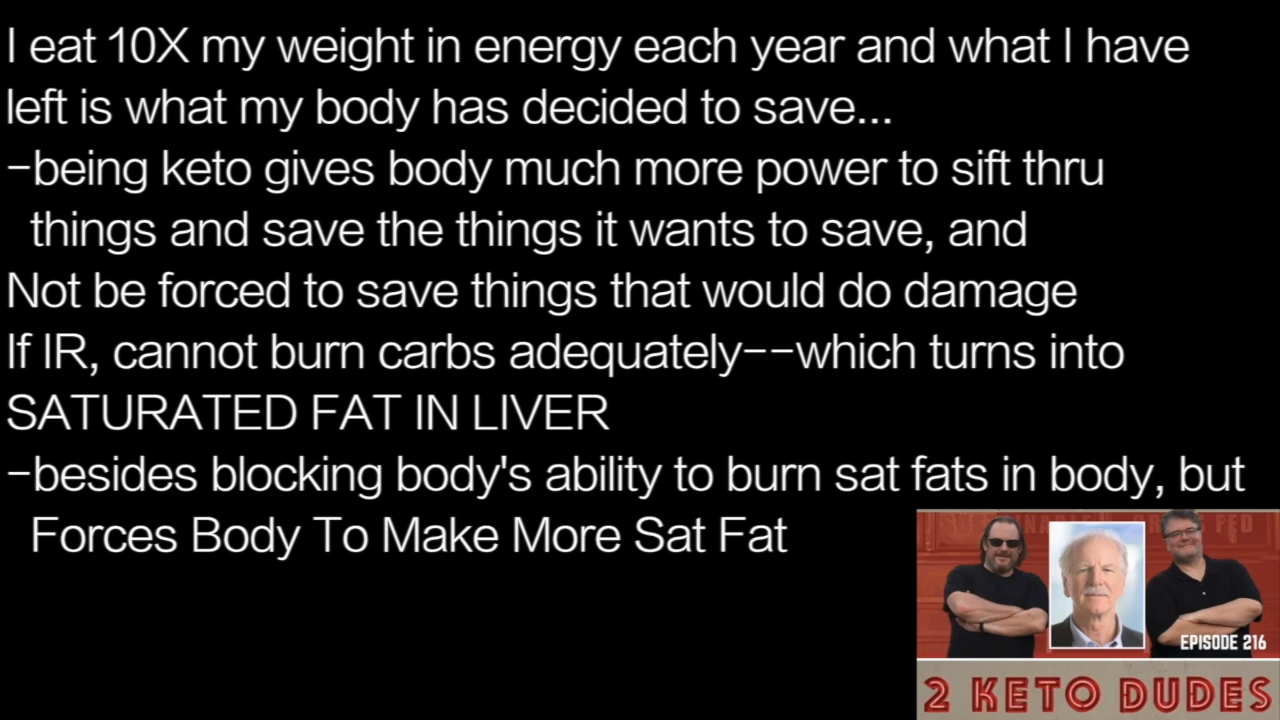 I eat 10X my weight in energy each year and what I have
left is what my body has decided to save...
-being keto gives body much more power to sift thru
things and save the things it wants to save, and
Not be forced to save things that would do damage
If IR, cannot burn carbs adequately--which turns into
SATURATED FAT IN LIVER
-besides blocking body's ability to burn sat fats in body, but
Forces Body To Make More Sat Fat
EPISODE 216
2 KETO DUDES